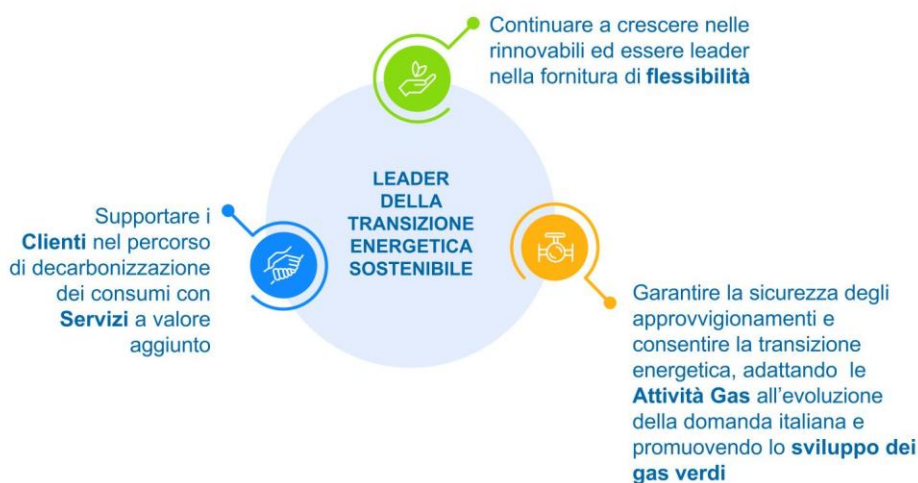 Continuare a crescere nelle
rinnovabili ed essere leader
nella fornitura di flessibilità
LEADER
DELLA
TRANSIZIONE
ENERGETICA
SOSTENIBILE
Supportare i
Clienti nel percorso
di decarbonizzazione
dei consumi con
Servizi a valore
aggiunto
Garantire la sicurezza degli
approvvigionamenti e
consentire la transizione
energetica, adattando le
Attività Gas all’evoluzione
della domanda italiana e
promuovendo lo sviluppo dei
gas verdi